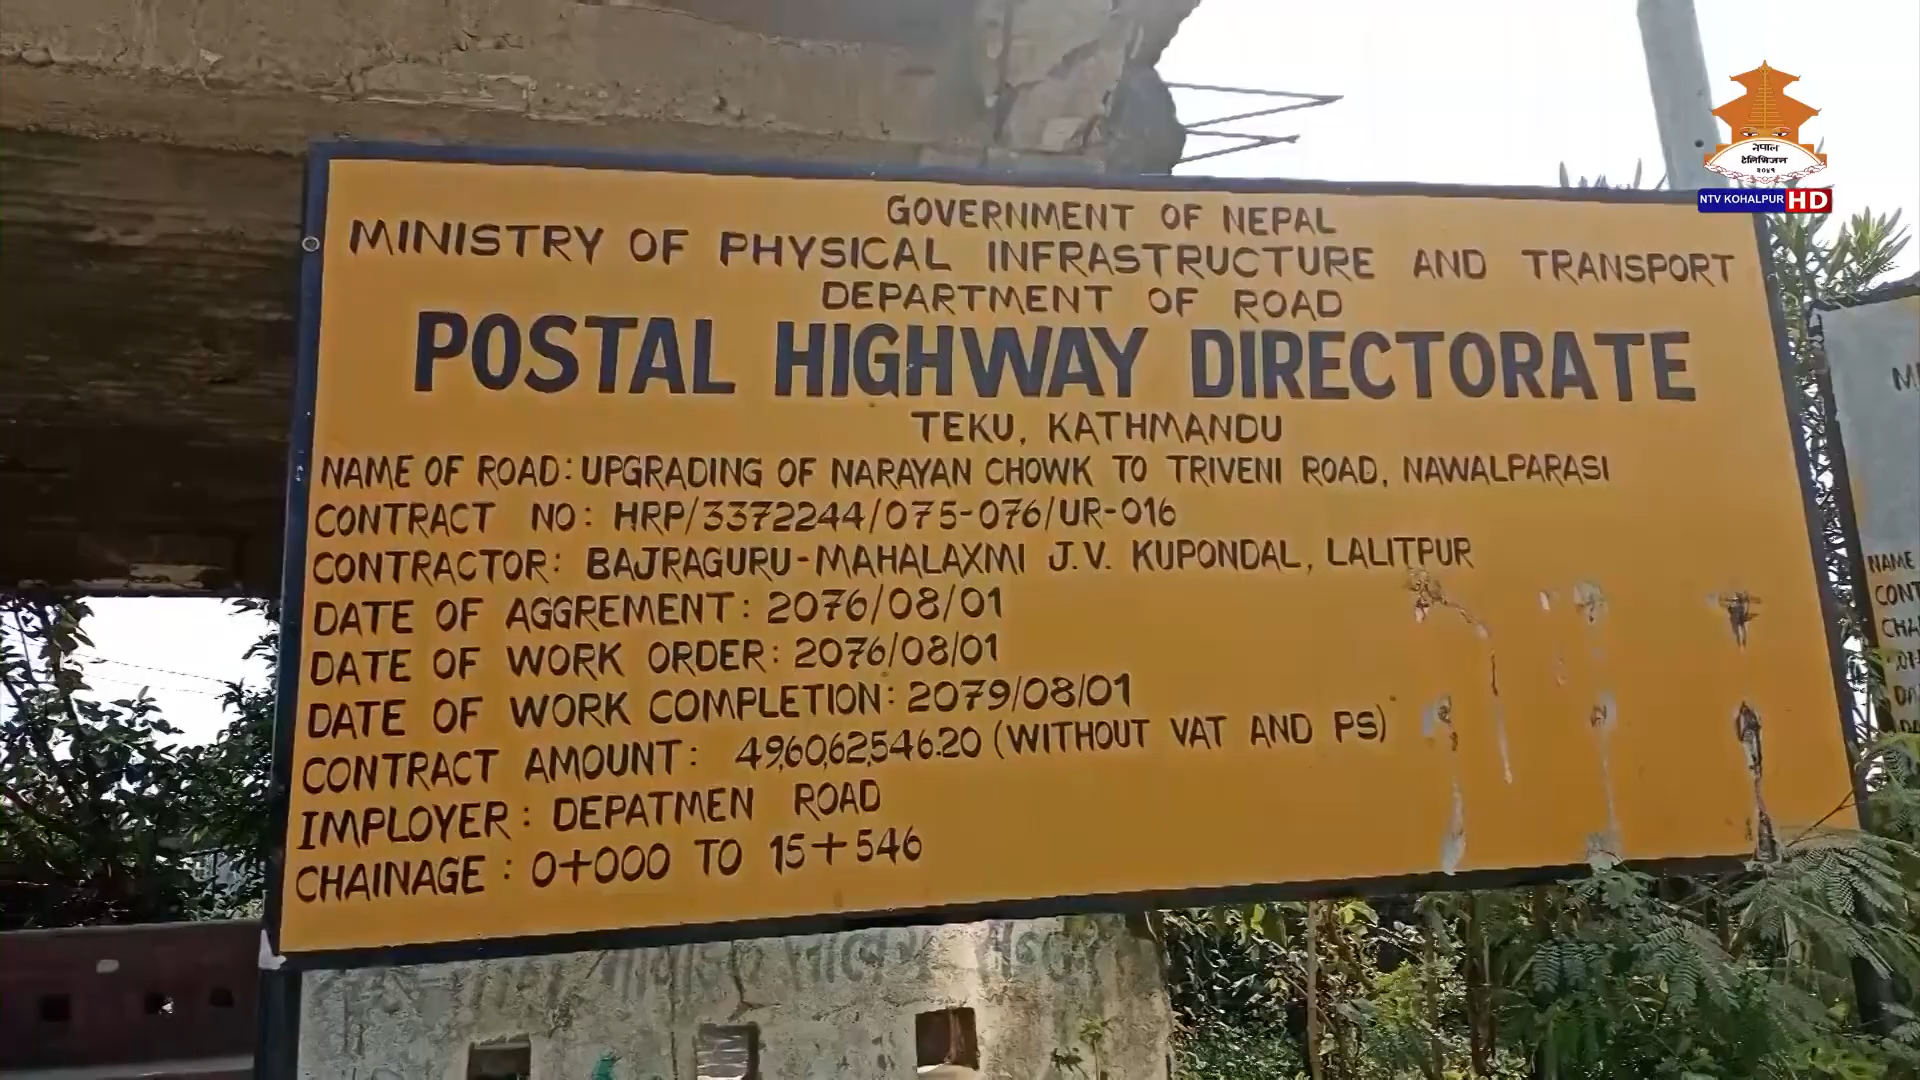 नेपाल
टेलिभिजन
२०४१
NTV KOHALPUR HD
GOVERNMENT OF NEPAL
MINISTRY OF PHYSICAL INFRASTRUCTURE AND TRANSPORT
DEPARTMENT OF ROAD
POSTAL HIGHWAY DIRECTORATE
TEKU, KATHMANDU
NAME OF ROAD: UPGRADING OF NARAYAN CHOWK TO TRIVENI ROAD, NAWALPARASI
CONTRACT NO: HRP/3372244/075-076/UR-016
CONTRACTOR: BAJRAGURU-MAHALAXMI J.V. KUPONDAL, LALITPUR
DATE OF AGGREMENT: 2076/08/01
DATE OF WORK ORDER: 2076/08/01
DATE OF WORK COMPLETION: 2079/08/01
CONTRACT AMOUNT: 49,60,62,546.20 (WITHOUT VAT AND PS)
IMPLOYER: DEPATMEN ROAD
CHAINAGE: 0+000 TO 15+546
NAME